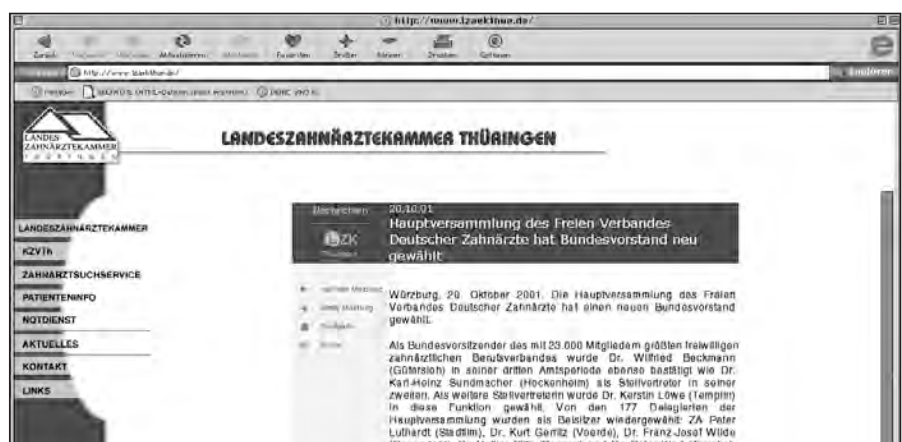 http://www.lzaekthue.de/
Zurück
Aktualisieren
Favoriten
Größer
Kleiner
Drucken
http://www.lzaekthue.de/
LANDES
ZAHNÄRZTEKAMMER
THÜRINGEN
LANDESZAHNÄRZTEKAMMER THÜRINGEN
LANDESZAHNÄRZTEKAMMER
KZVTh
ZAHNARZTSUCHSERVICE
PATIENTENINFO
NOTDIENST
AKTUELLES
KONTAKT
LINKS
Nachrichten
LZK
20.10.01
Hauptversammlung des Freien Verbandes
Deutscher Zahnärzte hat Bundesvorstand neu
gewählt
Würzburg, 20. Oktober 2001. Die Hauptversammlung des Freien
Verbandes Deutscher Zahnärzte hat einen neuen Bundesvorstand
gewählt.
Als Bundesvorsitzender des mit 23.000 Mitgliedern größten freiwilligen
zahnärztlichen Berufsverbandes wurde Dr. Wilfried Beckmann
(Gütersloh) in seiner dritten Amtsperiode ebenso bestätigt wie Dr.
Karl-Heinz Sundmacher (Hockenheim) als Stellvertreter in seiner
zweiten. Als weitere Stellvertreterin wurde Dr. Kerstin Löwe (Templin)
in diese Funktion gewählt. Von den 177 Delegierten der
Hauptversammlung wurden als Beisitzer wiedergewählt: ZA Peter
Luthardt (Stadtilm), Dr. Kurt Gerritz (Voerde), Dr. Franz-Josef Wilde